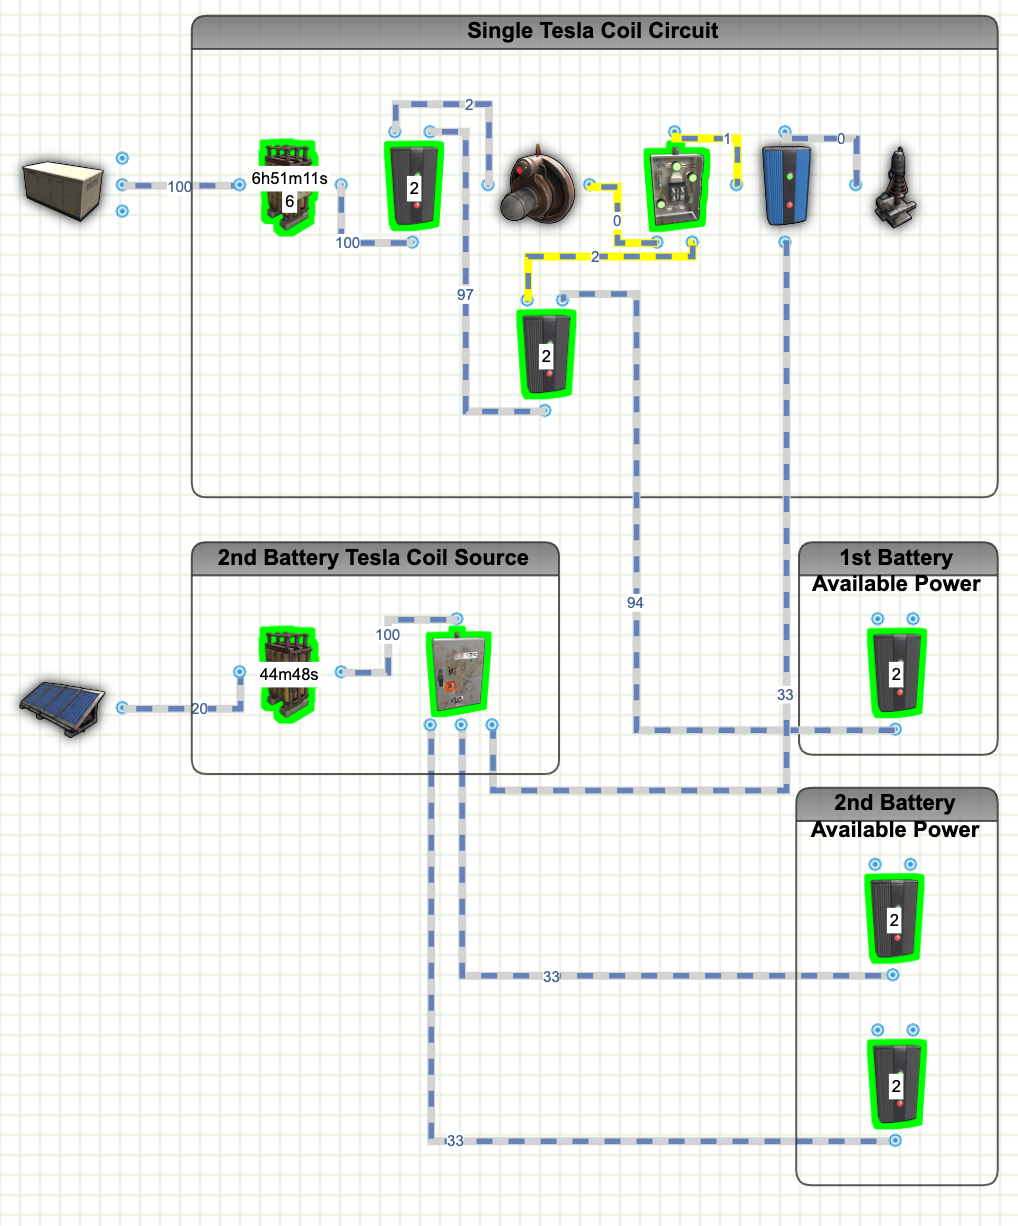 Single Tesla Coil Circuit
2
1
0
6h51m11s
6
2
100
100
0
2
97
2
2nd Battery Tesla Coil Source
1st Battery
Available Power
94
100
44m48s
2
33
20
2nd Battery
Available Power
2
33
2
33